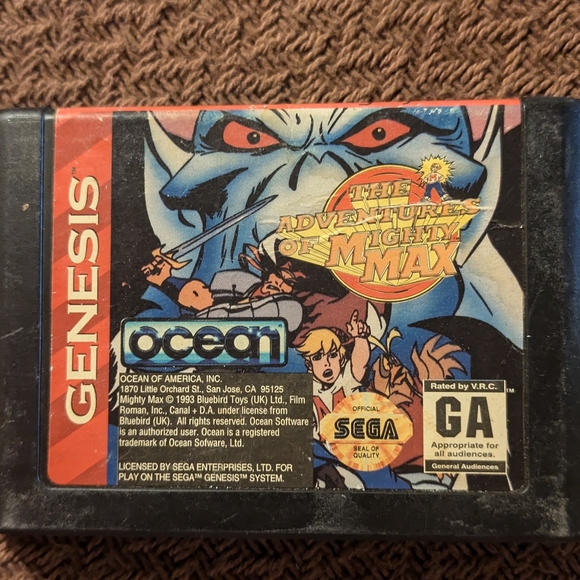 GENESIS™
THE
ADVENTURES
OF MIGHTY
MAX
ocean
OCEAN OF AMERICA, INC.
1870 Little Orchard St., San Jose, CA 95125
Mighty Max © 1993 Bluebird Toys (UK) Ltd., Film
Roman, Inc., Canal + D.A. under license from
Bluebird (UK). All rights reserved. Ocean Software
is an authorized user. Ocean is a registered
trademark of Ocean Sofware, Ltd.
LICENSED BY SEGA ENTERPRISES, LTD. FOR
PLAY ON THE SEGA™ GENESIS™ SYSTEM.
OFFICIAL
SEGA
SEAL OF
QUALITY
Rated by V.R.C.
™
GA
Appropriate for
all audiences.
General Audiences